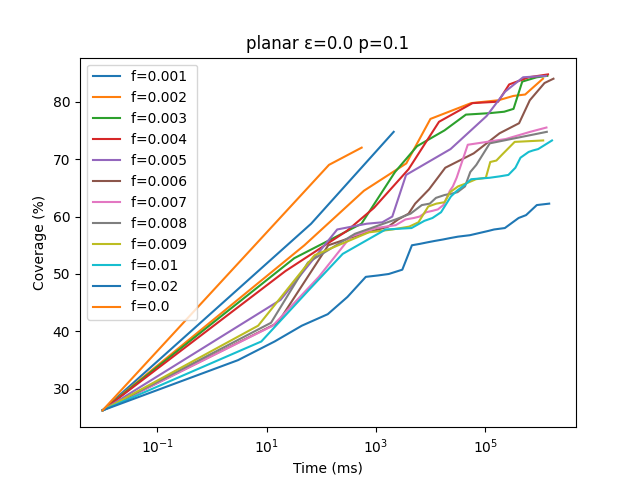 planar ε=0.0 p=0.1
f=0.001
f=0.002
f=0.003
f=0.004
f=0.005
f=0.006
f=0.007
f=0.008
f=0.009
f=0.01
f=0.02
f=0.0
Coverage (%)
80
70
60
50
40
30
10⁻¹ 10¹ 10³ 10⁵
Time (ms)